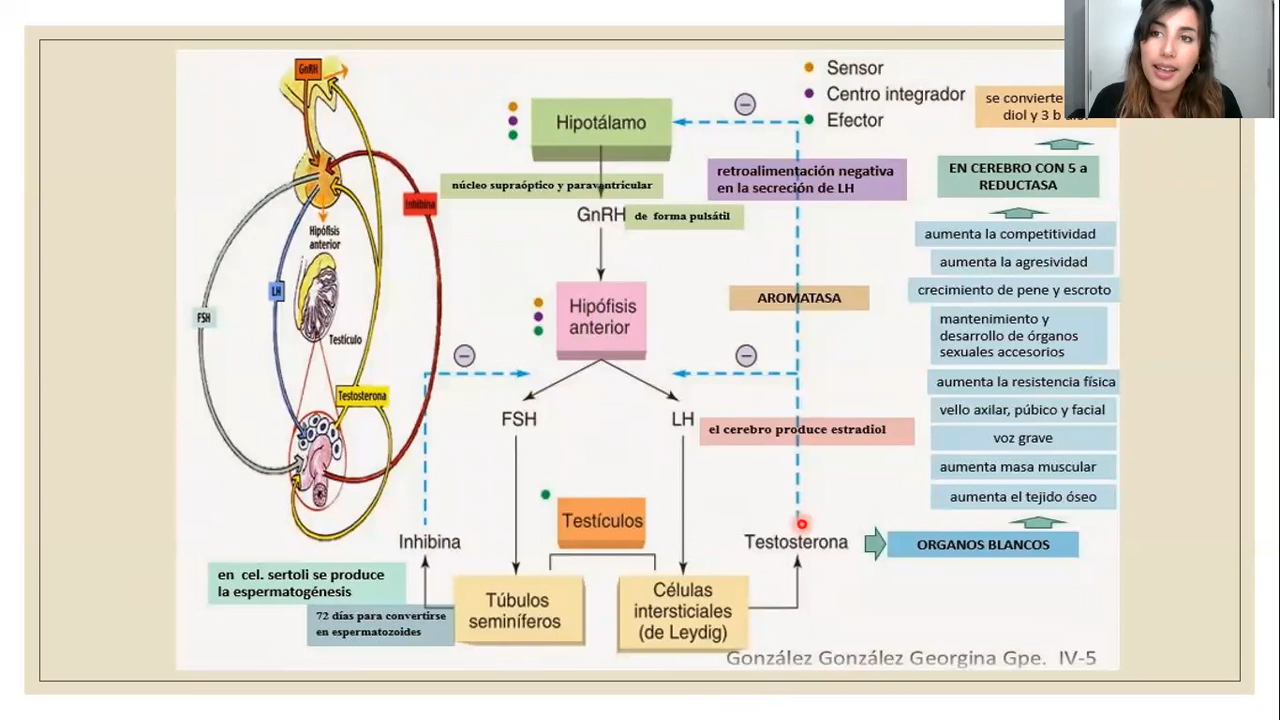 GnRH
Inhibina
Hipófisis
anterior
LH
FSH
Testículo
Testosterona
Sensor
Centro integrador
Efector
Hipotálamo
núcleo supraóptico y paraventricular
GnRH
de forma pulsátil
retroalimentación negativa
en la secreción de LH
Hipófisis
anterior
AROMATASA
FSH
LH
el cerebro produce estradiol
Testículos
Inhibina
Testosterona
en cel. sertoli se produce
la espermatogénesis
72 días para convertirse
en espermatozoides
Túbulos
seminíferos
Células
intersticiales
(de Leydig)
se convierte
diol y 3 b
EN CEREBRO CON 5 a
REDUCTASA
aumenta la competitividad
aumenta la agresividad
crecimiento de pene y escroto
mantenimiento y
desarrollo de órganos
sexuales accesorios
aumenta la resistencia física
vello axilar, púbico y facial
voz grave
aumenta masa muscular
aumenta el tejido óseo
ORGANOS BLANCOS
González González Georgina Gpe. IV-5